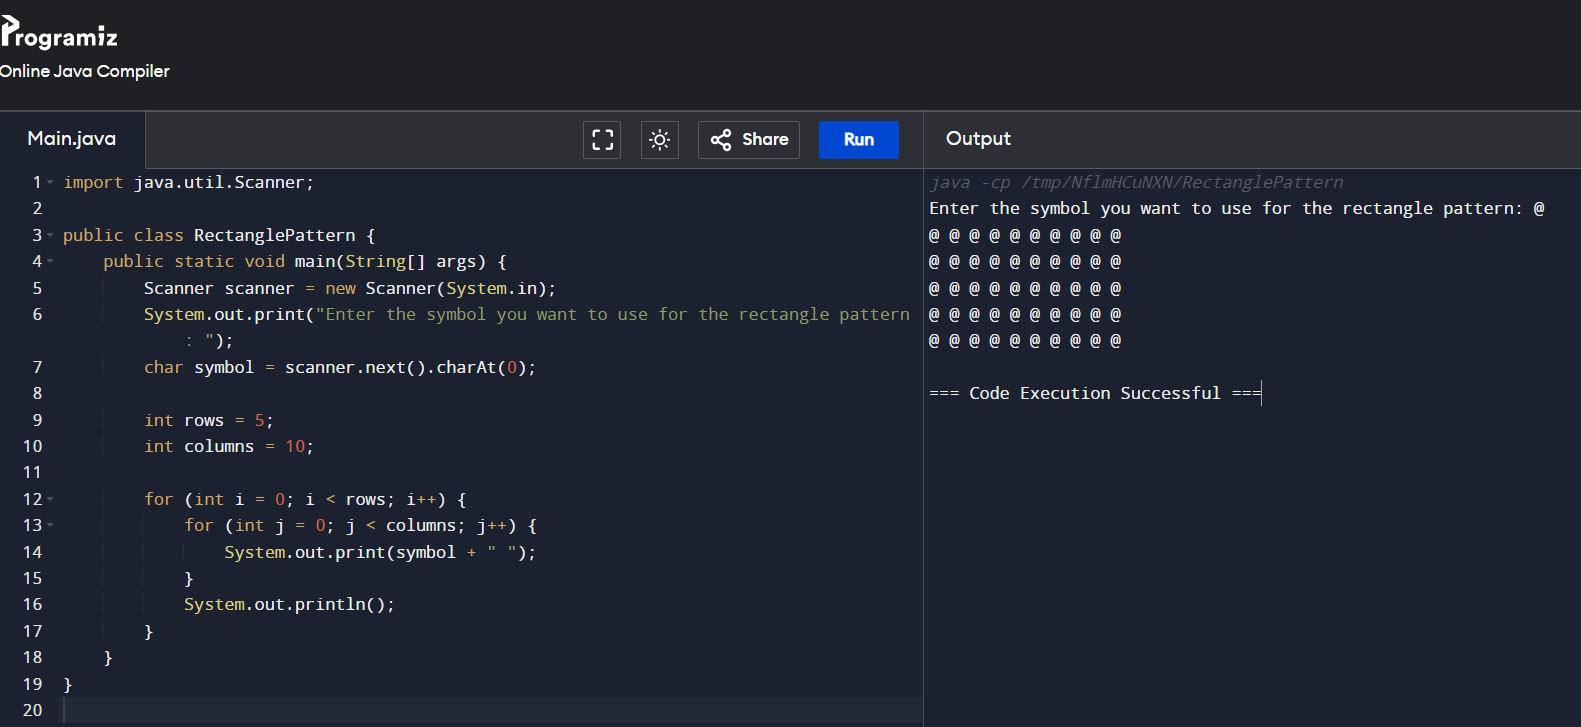 Programiz
Online Java Compiler
Main.java
Share
Run
Output
1 import java.util.Scanner;
2
3 public class RectanglePattern {
4     public static void main(String[] args) {
5         Scanner scanner = new Scanner(System.in);
6         System.out.print("Enter the symbol you want to use for the rectangle pattern
            : ");
7         char symbol = scanner.next().charAt(0);
8
9         int rows = 5;
10         int columns = 10;
11
12         for (int i = 0; i < rows; i++) {
13             for (int j = 0; j < columns; j++) {
14                 System.out.print(symbol + " ");
15             }
16             System.out.println();
17         }
18     }
19 }
20
java -cp /tmp/NflmHCuNXN/RectanglePattern
Enter the symbol you want to use for the rectangle pattern: @
@ @ @ @ @ @ @ @ @ @
@ @ @ @ @ @ @ @ @ @
@ @ @ @ @ @ @ @ @ @
@ @ @ @ @ @ @ @ @ @
@ @ @ @ @ @ @ @ @ @
=== Code Execution Successful ===